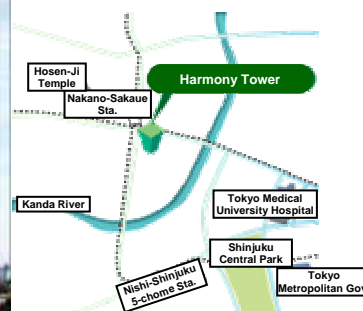 Hosen-Ji
Temple
Harmony Tower
Nakano-Sakaue
Sta.
Kanda River
Tokyo Medical
University Hospital
Shinjuku
Central Park
Nishi-Shinjuku
5-chome Sta.
Tokyo
Metropolitan Gov